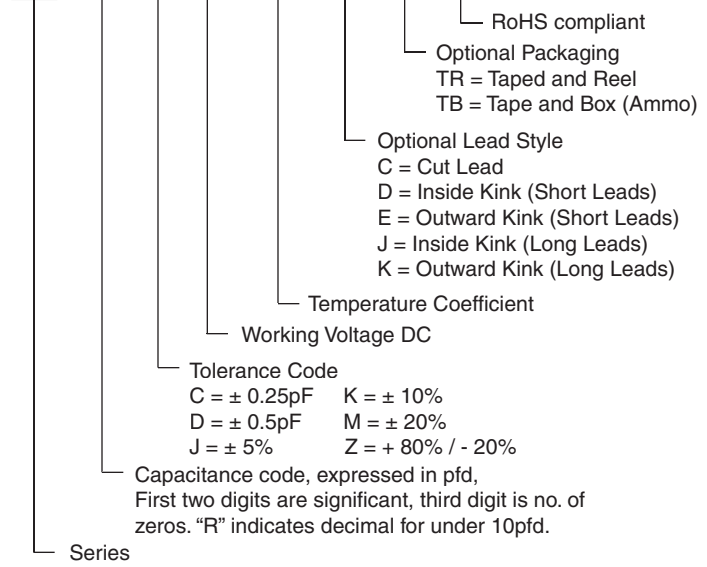 RoHS compliant
Optional Packaging
TR = Taped and Reel
TB = Tape and Box (Ammo)
Optional Lead Style
C = Cut Lead
D = Inside Kink (Short Leads)
E = Outward Kink (Short Leads)
J = Inside Kink (Long Leads)
K = Outward Kink (Long Leads)
Temperature Coefficient
Working Voltage DC
Tolerance Code
C = ± 0.25pF K = ± 10%
D = ± 0.5pF M = ± 20%
J = ± 5% Z = + 80% / - 20%
Capacitance code, expressed in pfd,
First two digits are significant, third digit is no. of
zeros. “R” indicates decimal for under 10pfd.
Series